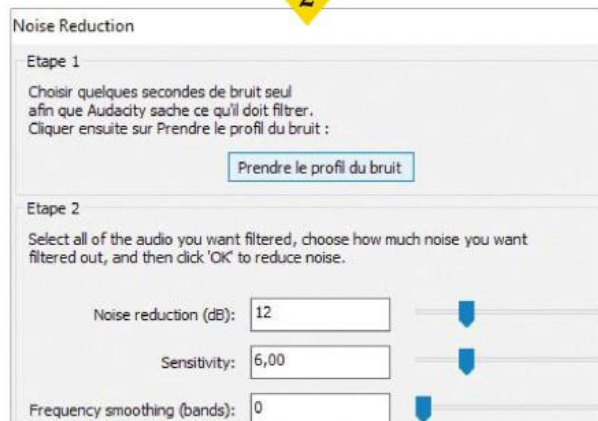 2
Noise Reduction
Etape 1
Choisir quelques secondes de bruit seul
afin que Audacity sache ce qu'il doit filtrer.
Cliquer ensuite sur Prendre le profil du bruit :
Prendre le profil du bruit
Etape 2
Select all of the audio you want filtered, choose how much noise you want
filtered out, and then click 'OK' to reduce noise.
Noise reduction (dB): 12
Sensitivity: 6,00
Frequency smoothing (bands): 0